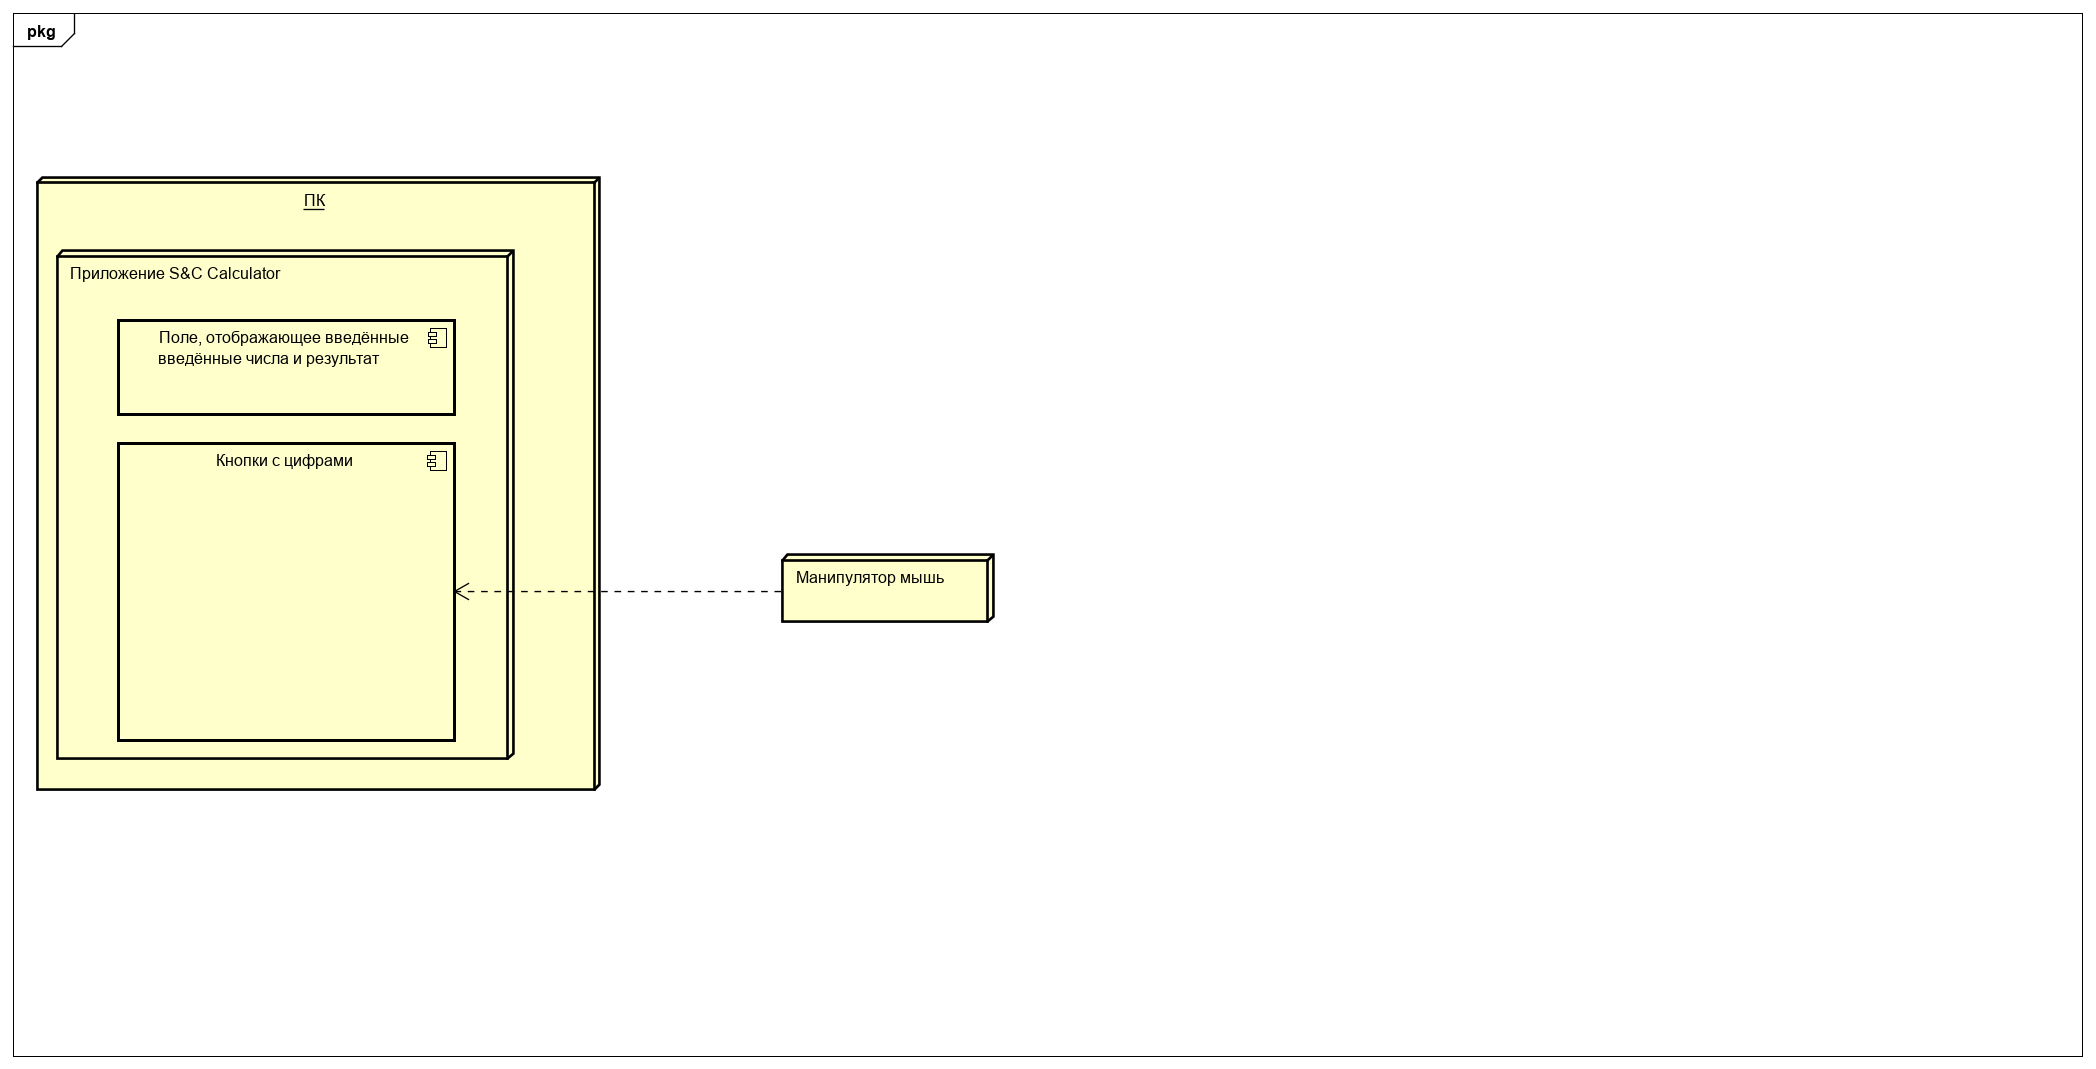 pkg
ПК
Приложение S&C Calculator
Поле, отображающее введённые
введённые числа и результат
Кнопки с цифрами
Манипулятор мышь